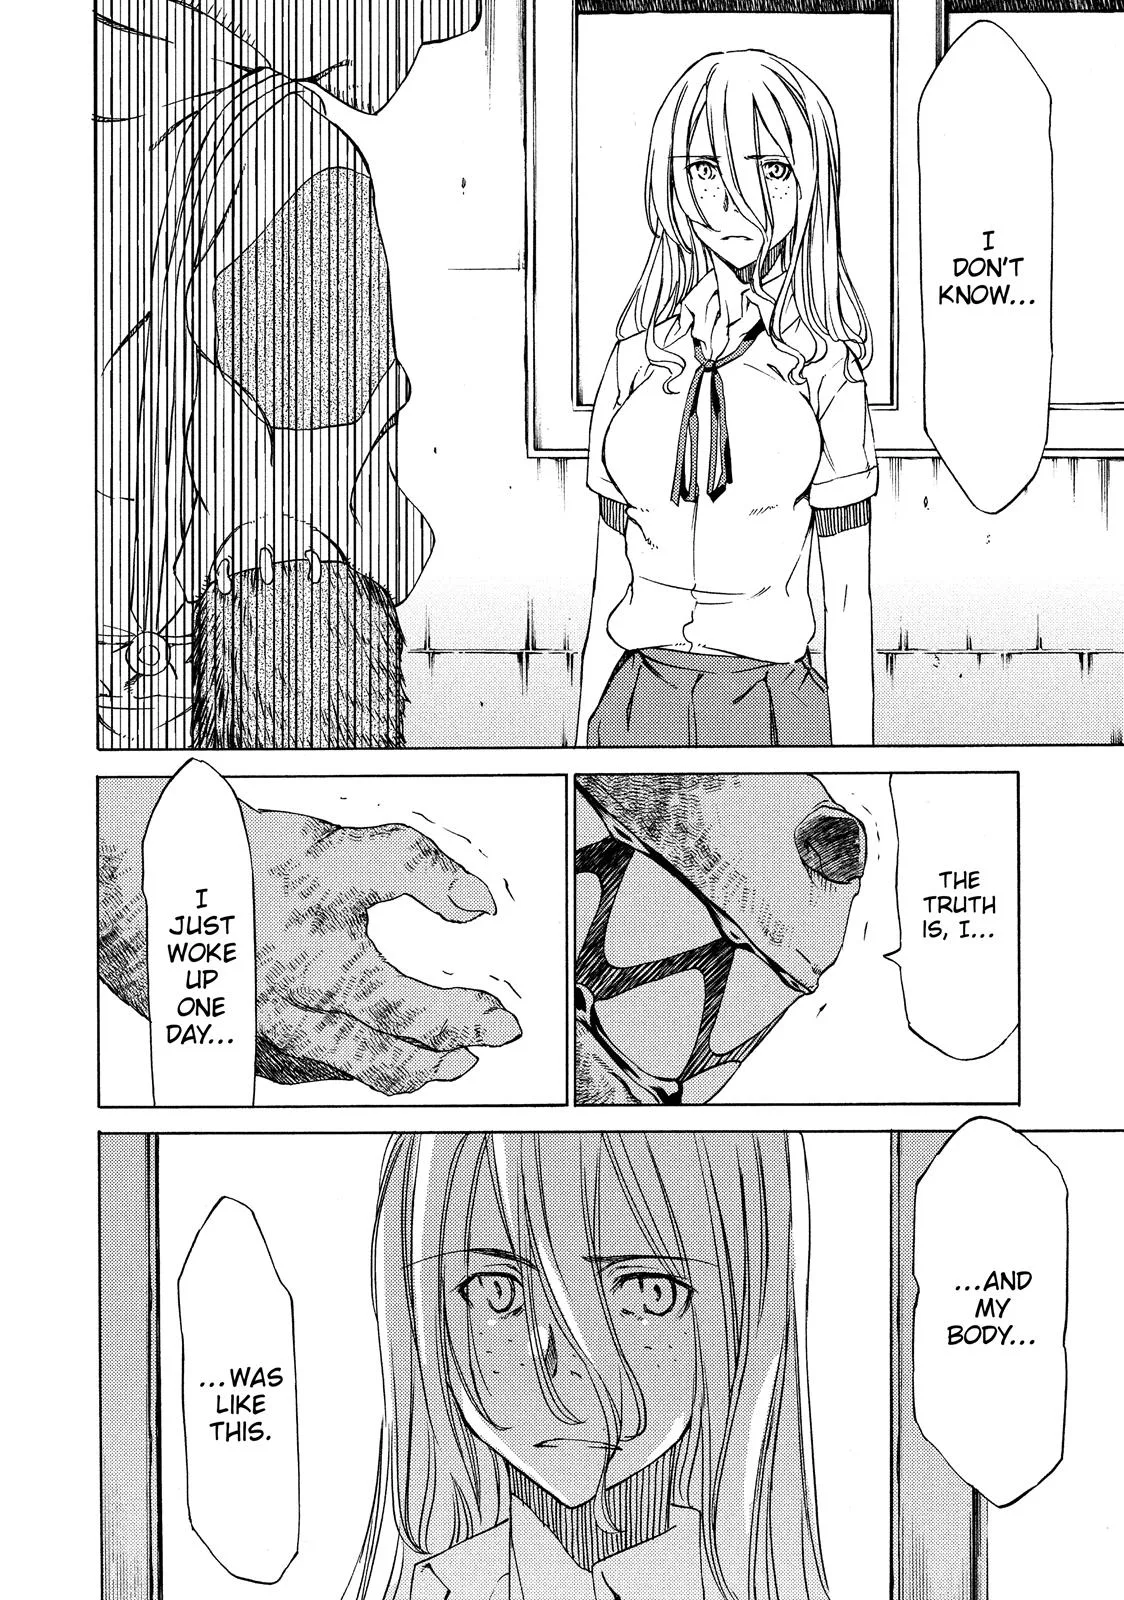 I
DON'T
KNOW...
THE
TRUTH
IS, I...
I
JUST
WOKE
UP
ONE
DAY...
...AND
MY
BODY...
...WAS
LIKE
THIS.